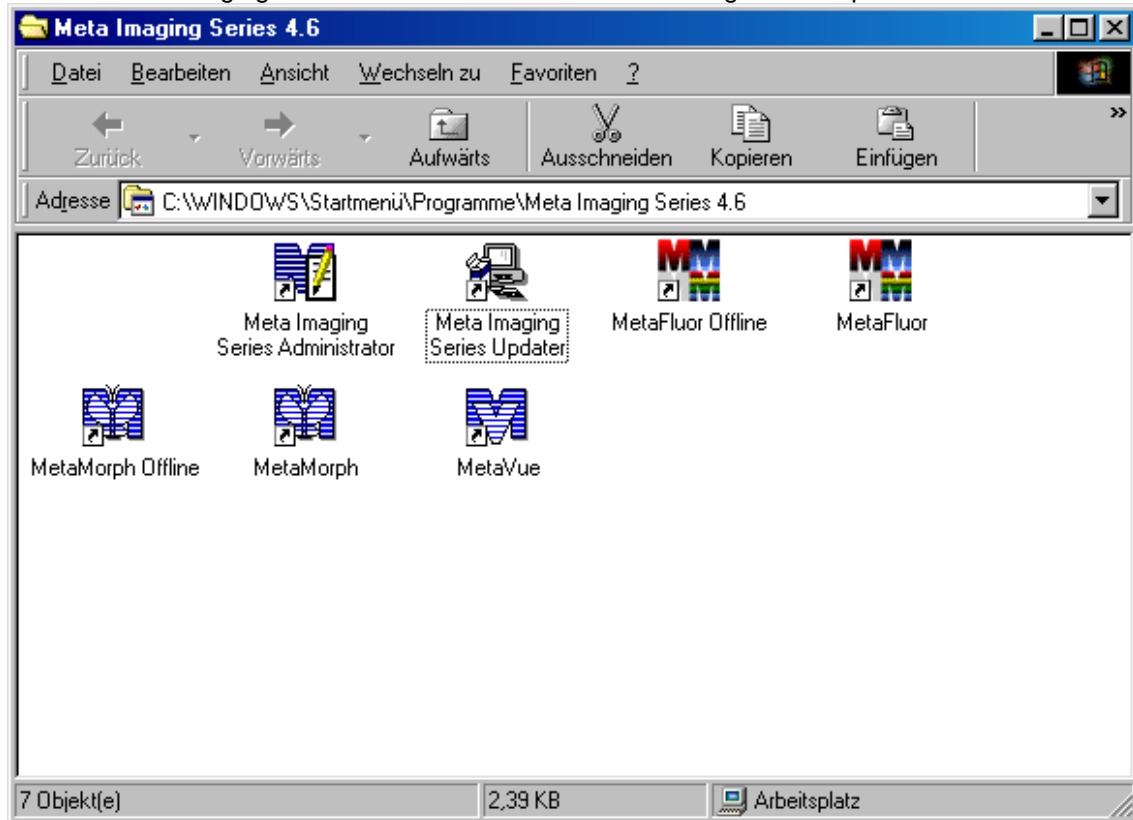 Meta Imaging Series 4.6
Datei Bearbeiten Ansicht Wechseln zu Favoriten ?
Zurück Vorwärts Aufwärts Ausschneiden Kopieren Einfügen »
Adresse C:\WINDOWS\Startmenü\Programme\Meta Imaging Series 4.6
Meta Imaging
Series Administrator
Meta Imaging
Series Updater
MetaFluor Offline
MetaFluor
MetaMorph Offline
MetaMorph
MetaVue
7 Objekt(e) 2,39 KB Arbeitsplatz